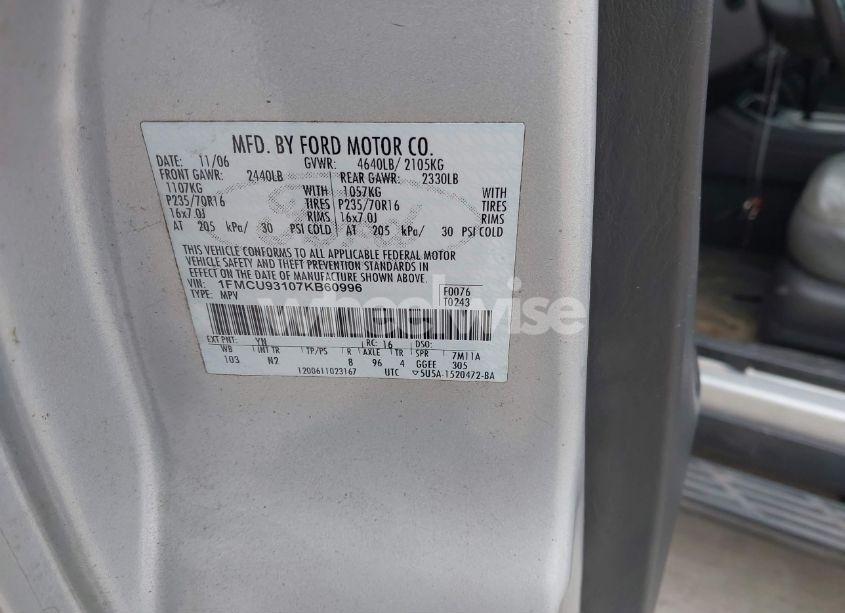 MFD. BY FORD MOTOR CO.
DATE: 11/06 GVWR: 4640LB/ 2105KG
FRONT GAWR: 2440LB REAR GAWR: 2330LB
1107KG WITH 1057KG WITH
P235/70R16 TIRES P235/70R16 TIRES
16x7.0J RIMS 16x7.0J RIMS
AT 205 kPa/ 30 PSI COLD AT 205 kPa/ 30 PSI COLD
THIS VEHICLE CONFORMS TO ALL APPLICABLE FEDERAL MOTOR
VEHICLE SAFETY AND THEFT PREVENTION STANDARDS IN
EFFECT ON THE DATE OF MANUFACTURE SHOWN ABOVE.
VIN: 1FMCU93107KB60996 F0076
TYPE: MPV T0243
wheelwise
EXT PNT: YN RC: 16 DSO:
WB INT TR TP/PS R AXLE TR SPR 7M11A
103 N2 8 96 4 GGEE 305
1200611023167 UTC ▽5U5A-1520472-BA
Ford